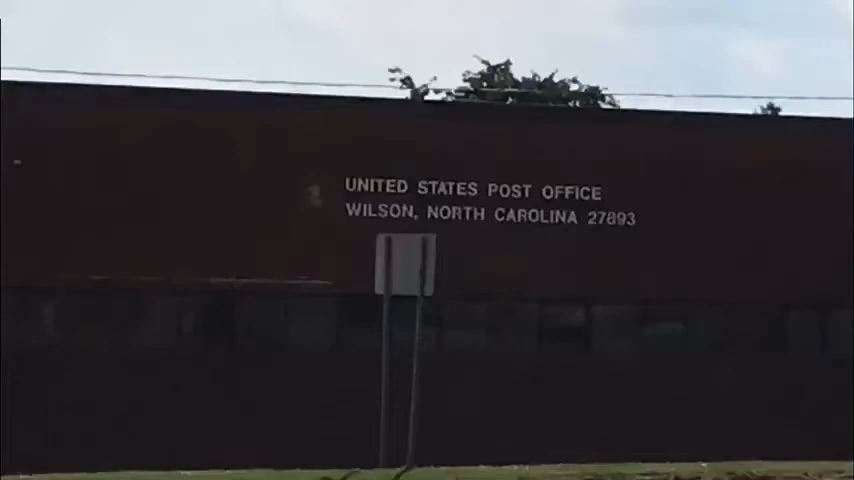 UNITED STATES POST OFFICE
WILSON, NORTH CAROLINA 27893